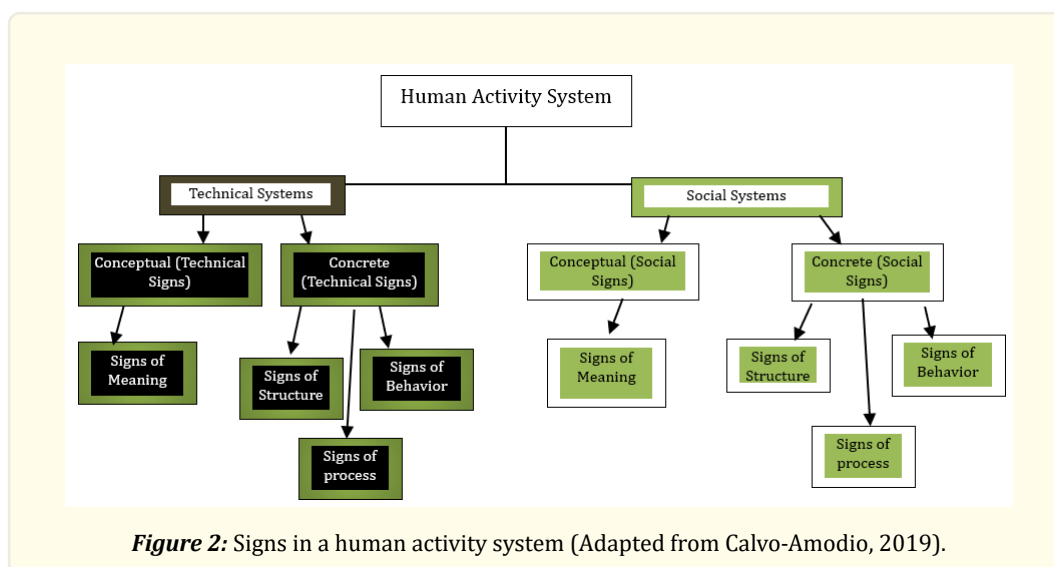 Human Activity System
Technical Systems
Social Systems
Conceptual (Technical
Signs)
Concrete
(Technical Signs)
Conceptual (Social
Signs)
Concrete (Social
Signs)
Signs of
Meaning
Signs of
Structure
Signs of
Behavior
Signs of
process
Signs of
Meaning
Signs of
Structure
Signs of
Behavior
Signs of
process
Figure 2: Signs in a human activity system (Adapted from Calvo-Amodio, 2019).